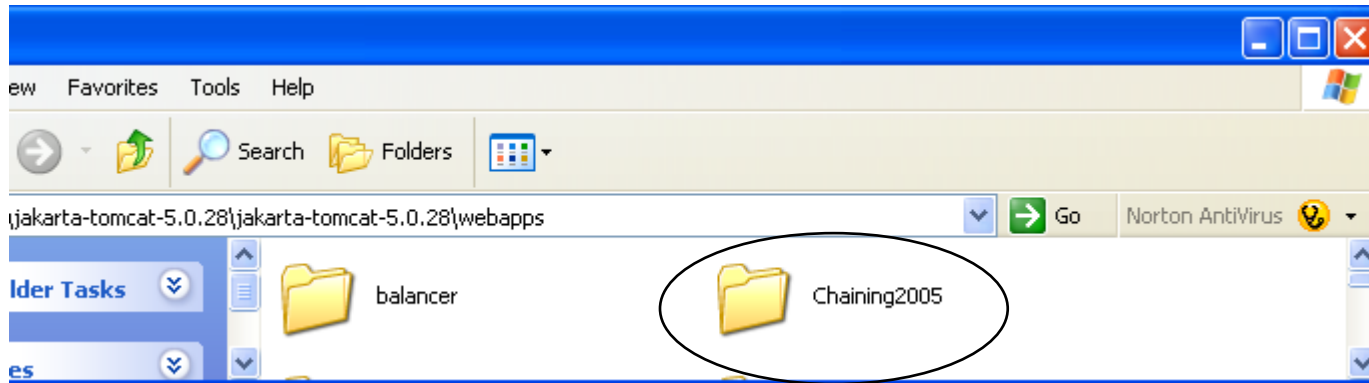 ew Favorites Tools Help
Search Folders
\jakarta-tomcat-5.0.28\jakarta-tomcat-5.0.28\webapps Go Norton AntiVirus
lder Tasks
balancer Chaining2005
es